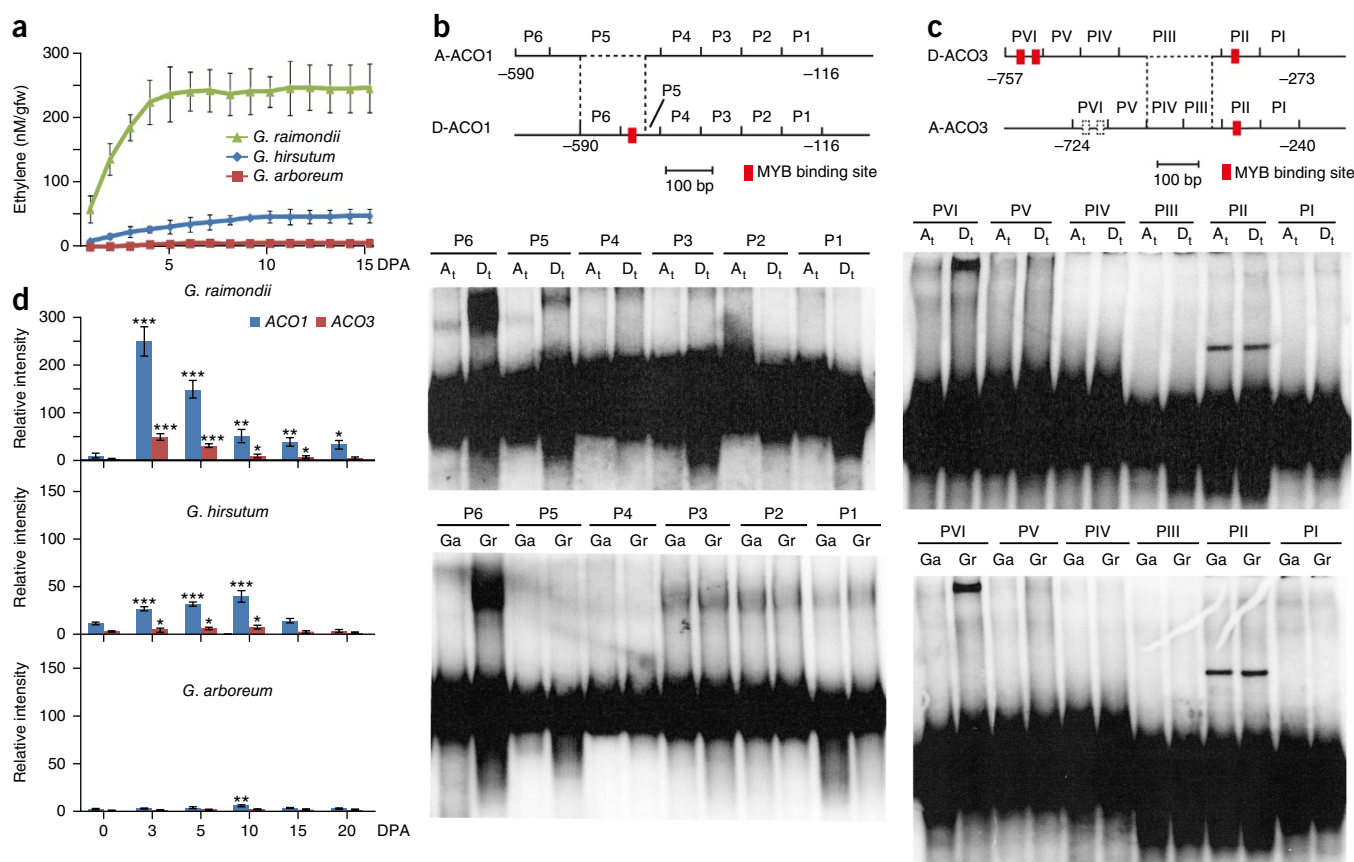 a
Ethylene (nM/gfw)
300
200
100
0
G. raimondii
G. hirsutum
G. arboreum
5 10 15 DPA
b
P6 P5 P4 P3 P2 P1
A-ACO1
–590 –116
P5
P6 P4 P3 P2 P1
D-ACO1
–590 –116
100 bp
MYB binding site
P6 P5 P4 P3 P2 P1
At Dt At Dt At Dt At Dt At Dt At Dt
P6 P5 P4 P3 P2 P1
Ga Gr Ga Gr Ga Gr Ga Gr Ga Gr Ga Gr
c
PVI PV PIV PIII PII PI
D-ACO3
–757 –273
PVI PV PIV PIII PII PI
A-ACO3
–724 –240
100 bp
MYB binding site
PVI PV PIV PIII PII PI
At Dt At Dt At Dt At Dt At Dt At Dt
PVI PV PIV PIII PII PI
Ga Gr Ga Gr Ga Gr Ga Gr Ga Gr Ga Gr
d
G. raimondii
ACO1 ACO3
Relative intensity
300
200
100
0
*** *** *** *** ** * ** * *
G. hirsutum
Relative intensity
150
100
50
0
*** * *** * *** *
G. arboreum
Relative intensity
150
100
50
0
**
0 3 5 10 15 20 DPA